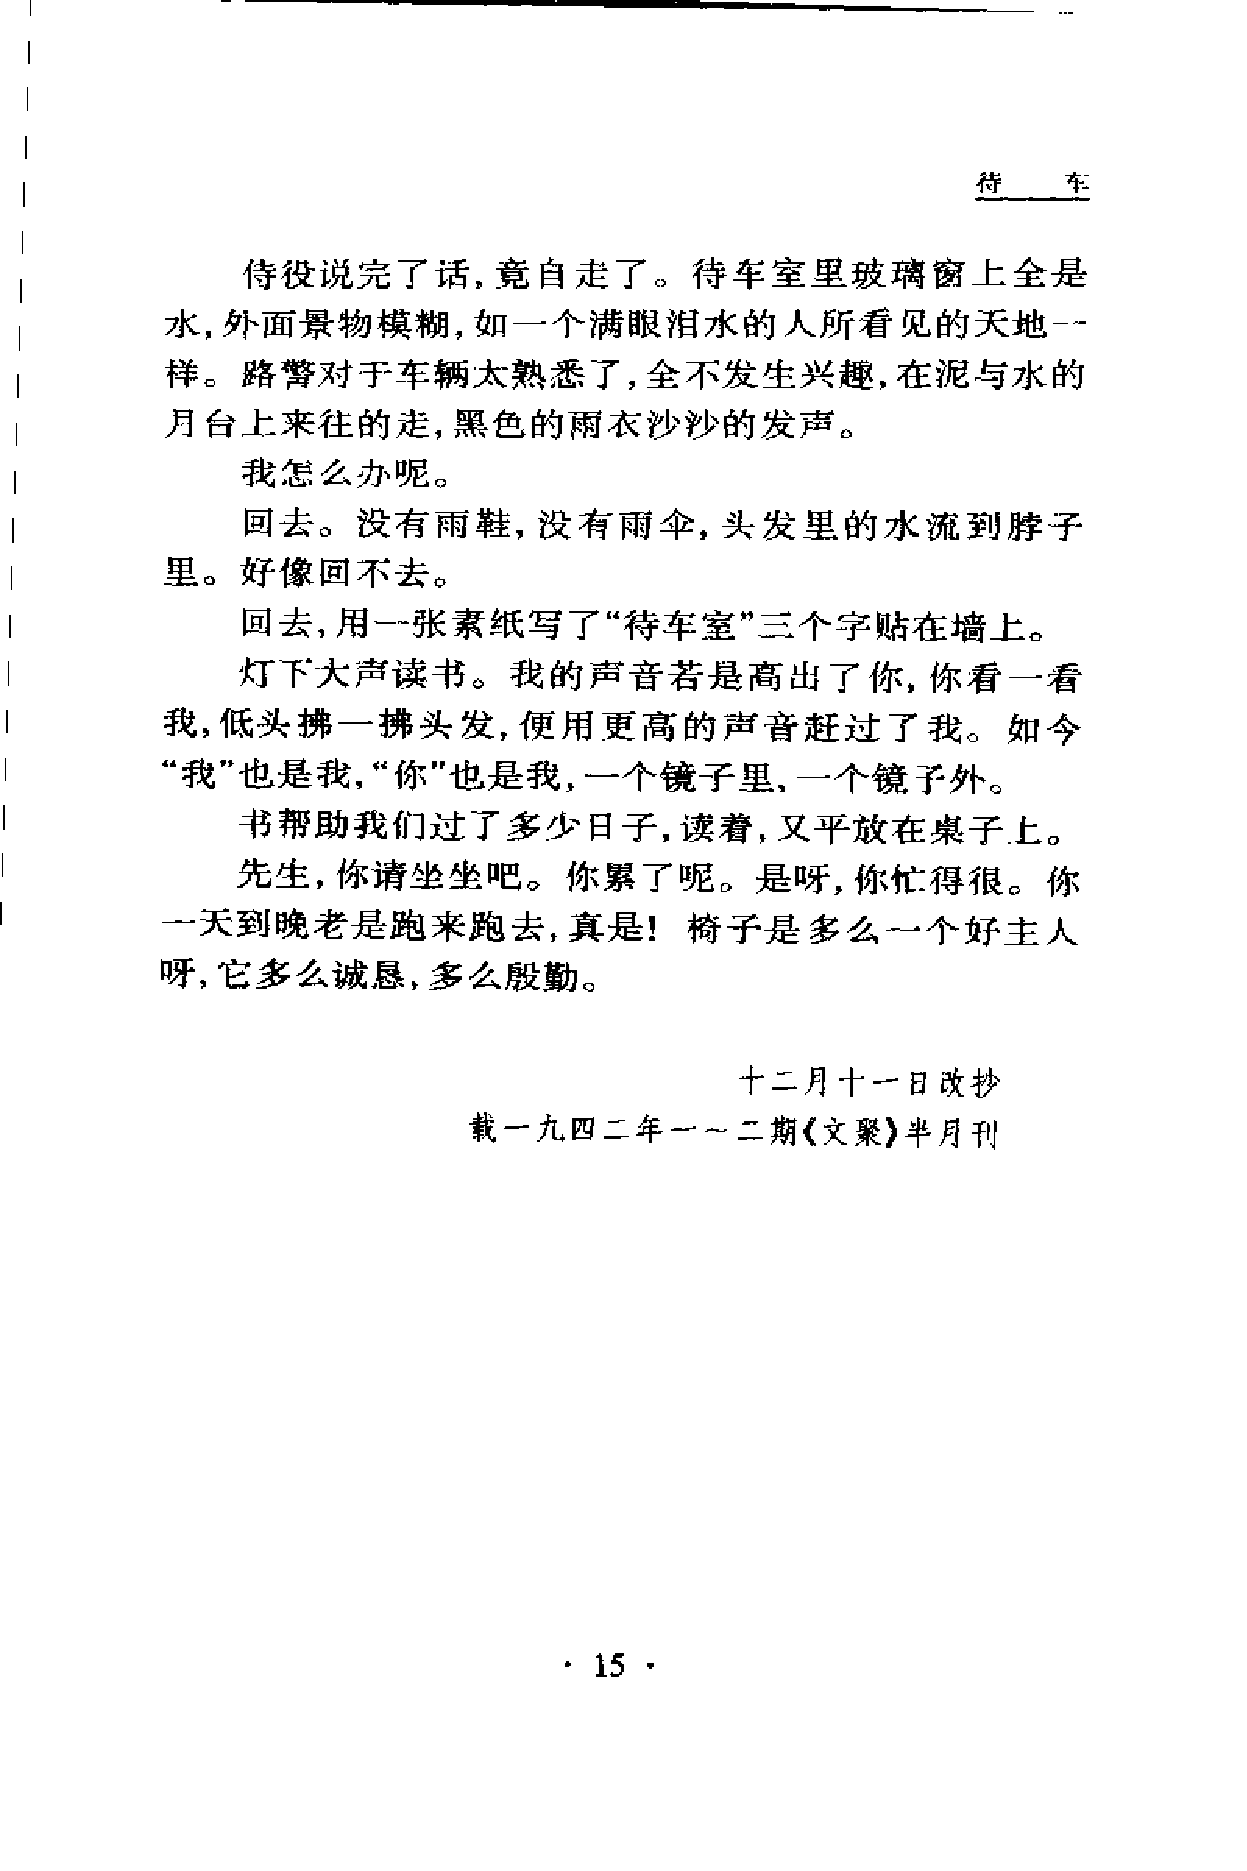 待 车
侍役说完了话,竟自走了。待车室里玻璃窗上全是
水,外面景物模糊,如一个满眼泪水的人所看见的天地一
样。路警对于车辆太熟悉了,全不发生兴趣,在泥与水的
月台上来往的走,黑色的雨衣沙沙的发声。
我怎么办呢。
回去。没有雨鞋,没有雨伞,头发里的水流到脖子
里。好像回不去。
回去,用一张素纸写了“待车室”三个字贴在墙上。
灯下大声读书。我的声音若是高出了你,你看一看
我,低头拂一拂头发,便用更高的声音赶过了我。如今
“我”也是我,“你”也是我,一个镜子里,一个镜子外。
书帮助我们过了多少日子,读着,又平放在桌子上。
先生,你请坐坐吧。你累了呢。是呀,你忙得很。你
一天到晚老是跑来跑去,真是!椅子是多么一个好主人
呀,它多么诚恳,多么殷勤。
十二月十一日改抄
载一九四二年一~二期《文聚》半月刊
· 15 ·